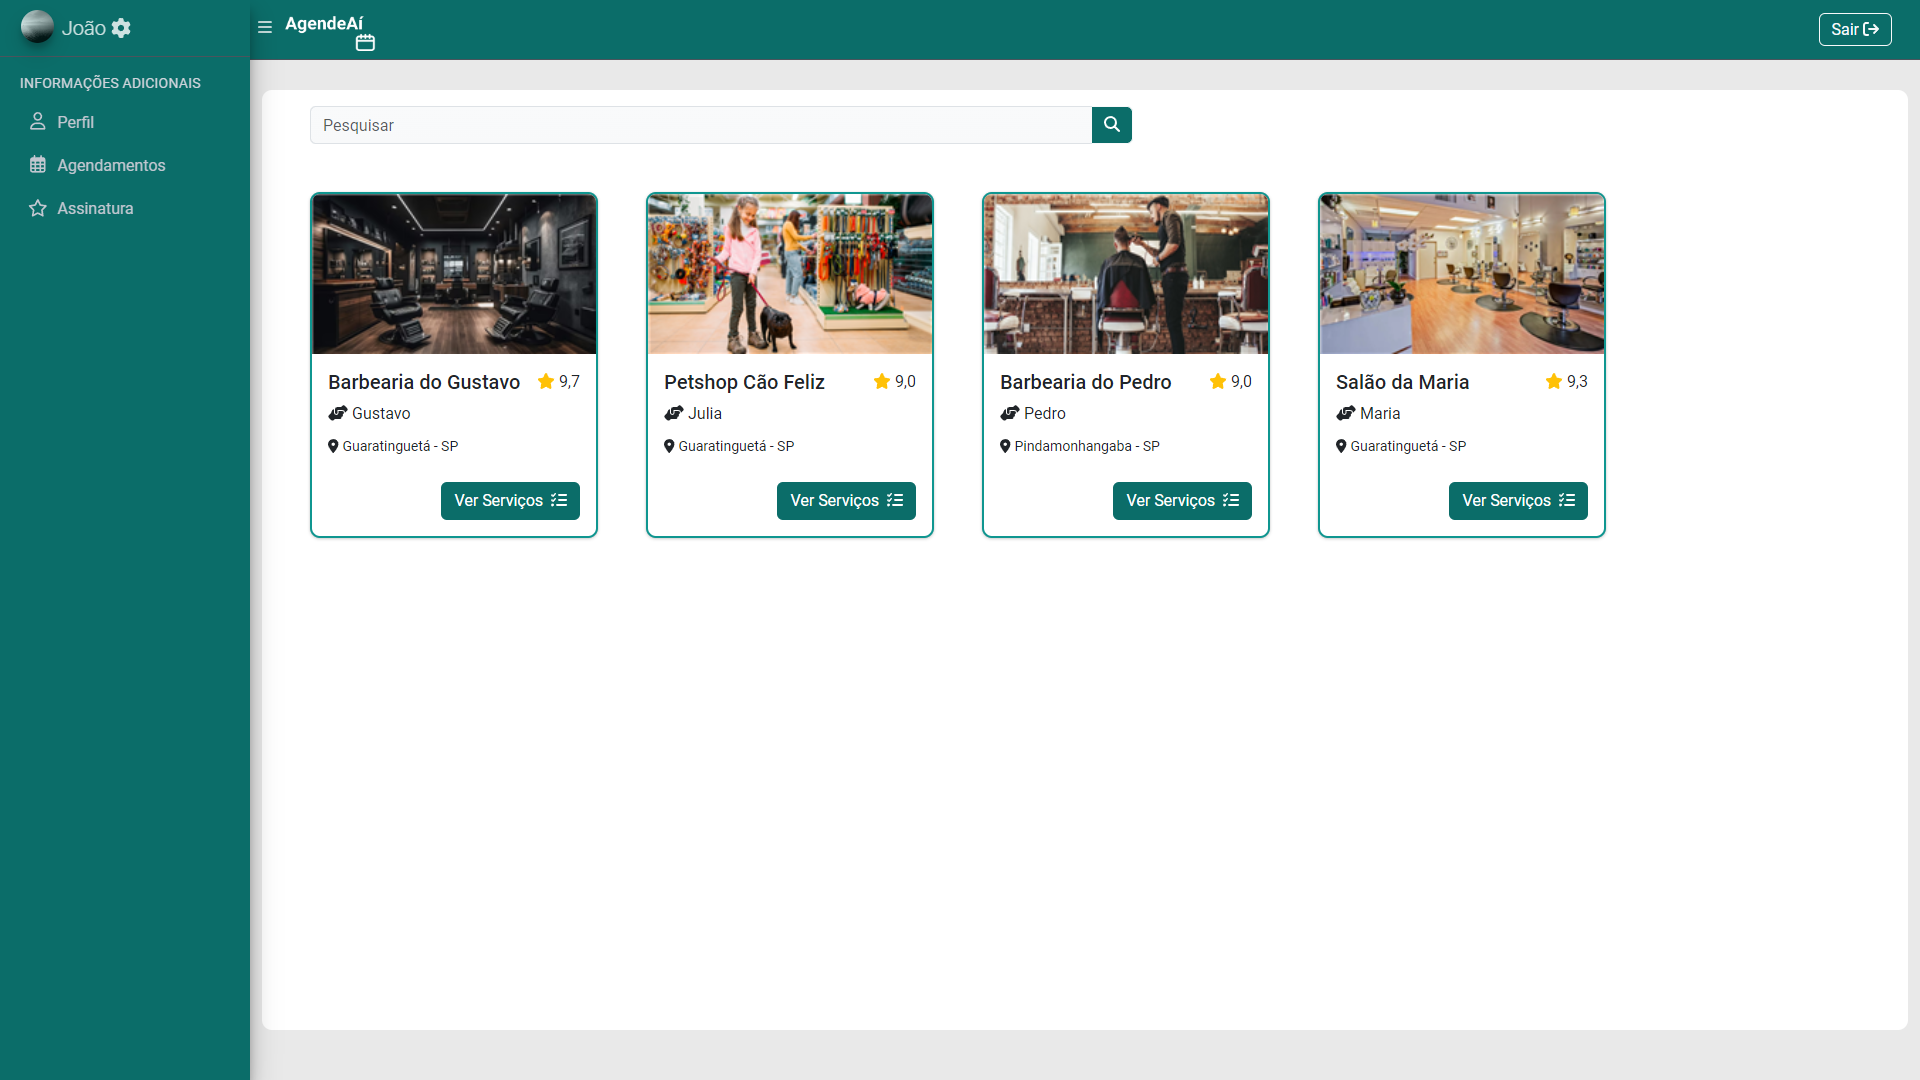 João
AgendeAí
Sair
INFORMAÇÕES ADICIONAIS
Perfil
Agendamentos
Assinatura
Pesquisar
Barbearia do Gustavo 9,7
Gustavo
Guaratinguetá - SP
Ver Serviços
Petshop Cão Feliz 9,0
Julia
Guaratinguetá - SP
Ver Serviços
Barbearia do Pedro 9,0
Pedro
Pindamonhangaba - SP
Ver Serviços
Salão da Maria 9,3
Maria
Guaratinguetá - SP
Ver Serviços